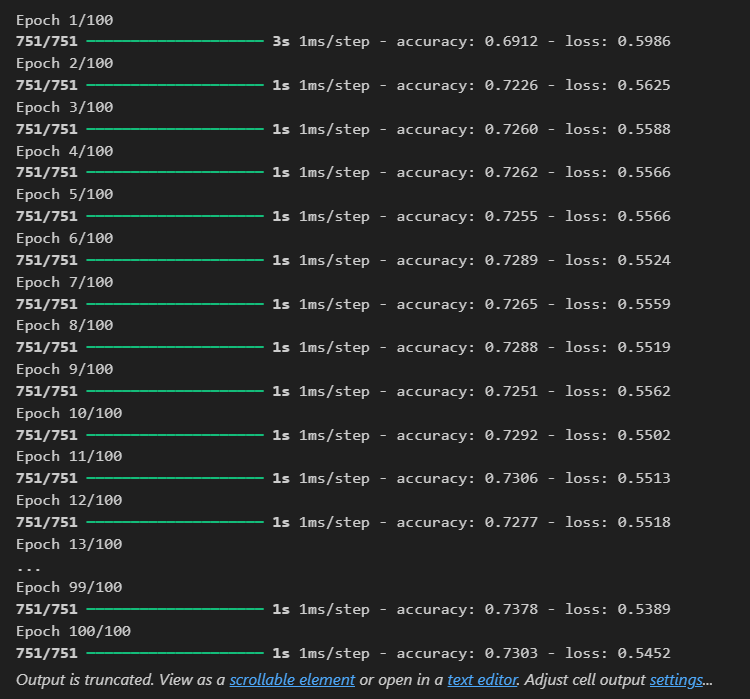 Epoch 1/100
751/751 ━━━━━━━━━━━━━━━━━━━━ 3s 1ms/step - accuracy: 0.6912 - loss: 0.5986
Epoch 2/100
751/751 ━━━━━━━━━━━━━━━━━━━━ 1s 1ms/step - accuracy: 0.7226 - loss: 0.5625
Epoch 3/100
751/751 ━━━━━━━━━━━━━━━━━━━━ 1s 1ms/step - accuracy: 0.7260 - loss: 0.5588
Epoch 4/100
751/751 ━━━━━━━━━━━━━━━━━━━━ 1s 1ms/step - accuracy: 0.7262 - loss: 0.5566
Epoch 5/100
751/751 ━━━━━━━━━━━━━━━━━━━━ 1s 1ms/step - accuracy: 0.7255 - loss: 0.5566
Epoch 6/100
751/751 ━━━━━━━━━━━━━━━━━━━━ 1s 1ms/step - accuracy: 0.7289 - loss: 0.5524
Epoch 7/100
751/751 ━━━━━━━━━━━━━━━━━━━━ 1s 1ms/step - accuracy: 0.7265 - loss: 0.5559
Epoch 8/100
751/751 ━━━━━━━━━━━━━━━━━━━━ 1s 1ms/step - accuracy: 0.7288 - loss: 0.5519
Epoch 9/100
751/751 ━━━━━━━━━━━━━━━━━━━━ 1s 1ms/step - accuracy: 0.7251 - loss: 0.5562
Epoch 10/100
751/751 ━━━━━━━━━━━━━━━━━━━━ 1s 1ms/step - accuracy: 0.7292 - loss: 0.5502
Epoch 11/100
751/751 ━━━━━━━━━━━━━━━━━━━━ 1s 1ms/step - accuracy: 0.7306 - loss: 0.5513
Epoch 12/100
751/751 ━━━━━━━━━━━━━━━━━━━━ 1s 1ms/step - accuracy: 0.7277 - loss: 0.5518
Epoch 13/100
...
Epoch 99/100
751/751 ━━━━━━━━━━━━━━━━━━━━ 1s 1ms/step - accuracy: 0.7378 - loss: 0.5389
Epoch 100/100
751/751 ━━━━━━━━━━━━━━━━━━━━ 1s 1ms/step - accuracy: 0.7303 - loss: 0.5452
Output is truncated. View as a scrollable element or open in a text editor. Adjust cell output settings...